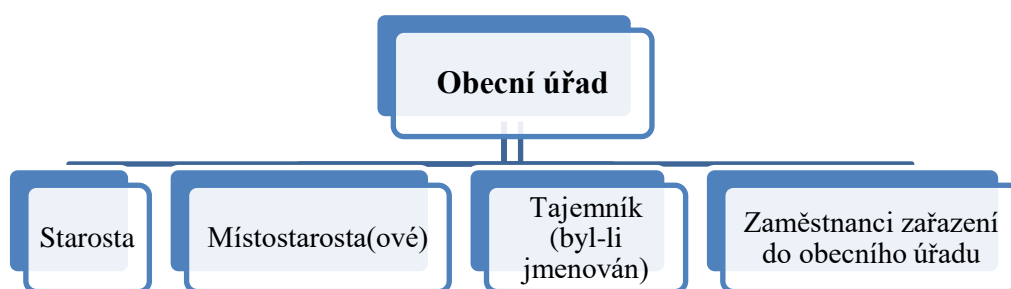 Obecní úřad
Starosta
Místostarosta(ové)
Tajemník
(byl-li
jmenován)
Zaměstnanci zařazení
do obecního úřadu